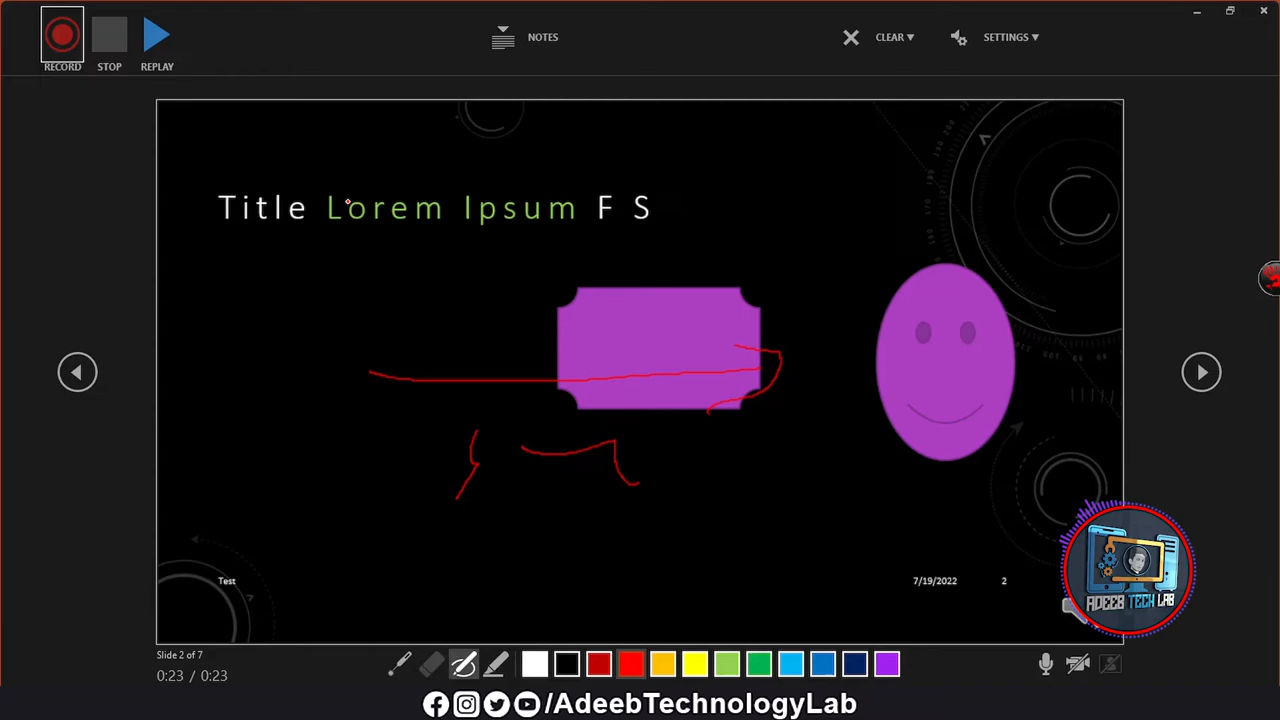 RECORD STOP REPLAY
NOTES
CLEAR
SETTINGS
Title Lorem Ipsum F S
Test
7/19/2022
2
ADEEB TECH LAB
Slide 2 of 7
0:23 / 0:23
/AdeebTechnologyLab